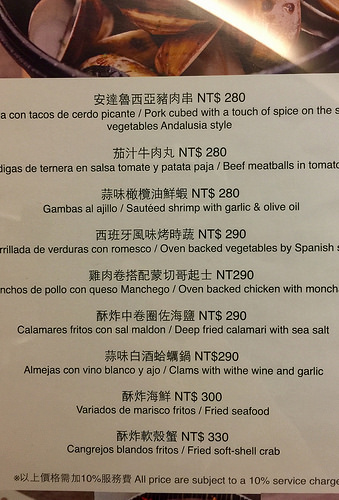 安達魯西亞豬肉串 NT$ 280
a con tacos de cerdo picante / Pork cubed with a touch of spice on the s
vegetables Andalusia style
茄汁牛肉丸 NT$ 280
digas de ternera en salsa tomate y patata paja / Beef meatballs in tomato
蒜味橄欖油鮮蝦 NT$ 280
Gambas al ajillo / Sautéed shrimp with garlic & olive oil
西班牙風味烤時蔬 NT$ 290
rrillada de verduras con romesco / Oven backed vegetables by Spanish s
雞肉卷搭配蒙切哥起士 NT290
nchos de pollo con queso Manchego / Oven backed chicken with monch
酥炸中卷圈佐海鹽 NT$ 290
Calamares fritos con sal maldon / Deep fried calamari with sea salt
蒜味白酒蛤蠣鍋 NT$290
Almejas con vino blanco y ajo / Clams with withe wine and garlic
酥炸海鮮 NT$ 300
Variados de marisco fritos / Fried seafood
酥炸軟殼蟹 NT$ 330
Cangrejos blandos fritos / Fried soft-shell crab
※以上價格需加10%服務費 All price are subject to a 10% service charge